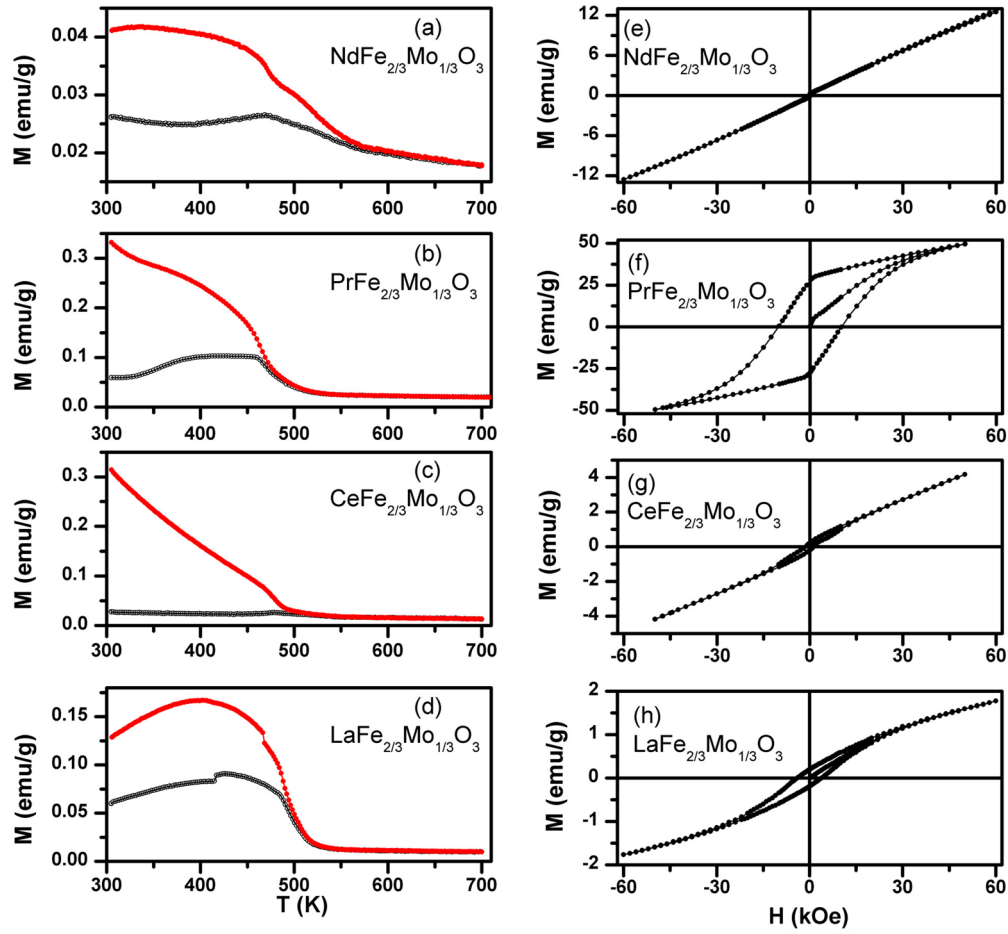 (a)
NdFe2/3Mo1/3O3
M (emu/g)
0.04
0.03
0.02
300 400 500 600 700
(b)
PrFe2/3Mo1/3O3
M (emu/g)
0.3
0.2
0.1
0.0
300 400 500 600 700
(c)
CeFe2/3Mo1/3O3
M (emu/g)
0.3
0.2
0.1
0.0
300 400 500 600 700
(d)
LaFe2/3Mo1/3O3
M (emu/g)
0.15
0.10
0.05
0.00
300 400 500 600 700
T (K)
(e)
NdFe2/3Mo1/3O3
M (emu/g)
12
6
0
-6
-12
-60 -30 0 30 60
(f)
PrFe2/3Mo1/3O3
M (emu/g)
50
25
0
-25
-50
-60 -30 0 30 60
(g)
CeFe2/3Mo1/3O3
M (emu/g)
4
2
0
-2
-4
-60 -30 0 30 60
(h)
LaFe2/3Mo1/3O3
M (emu/g)
2
1
0
-1
-2
-60 -30 0 30 60
H (kOe)